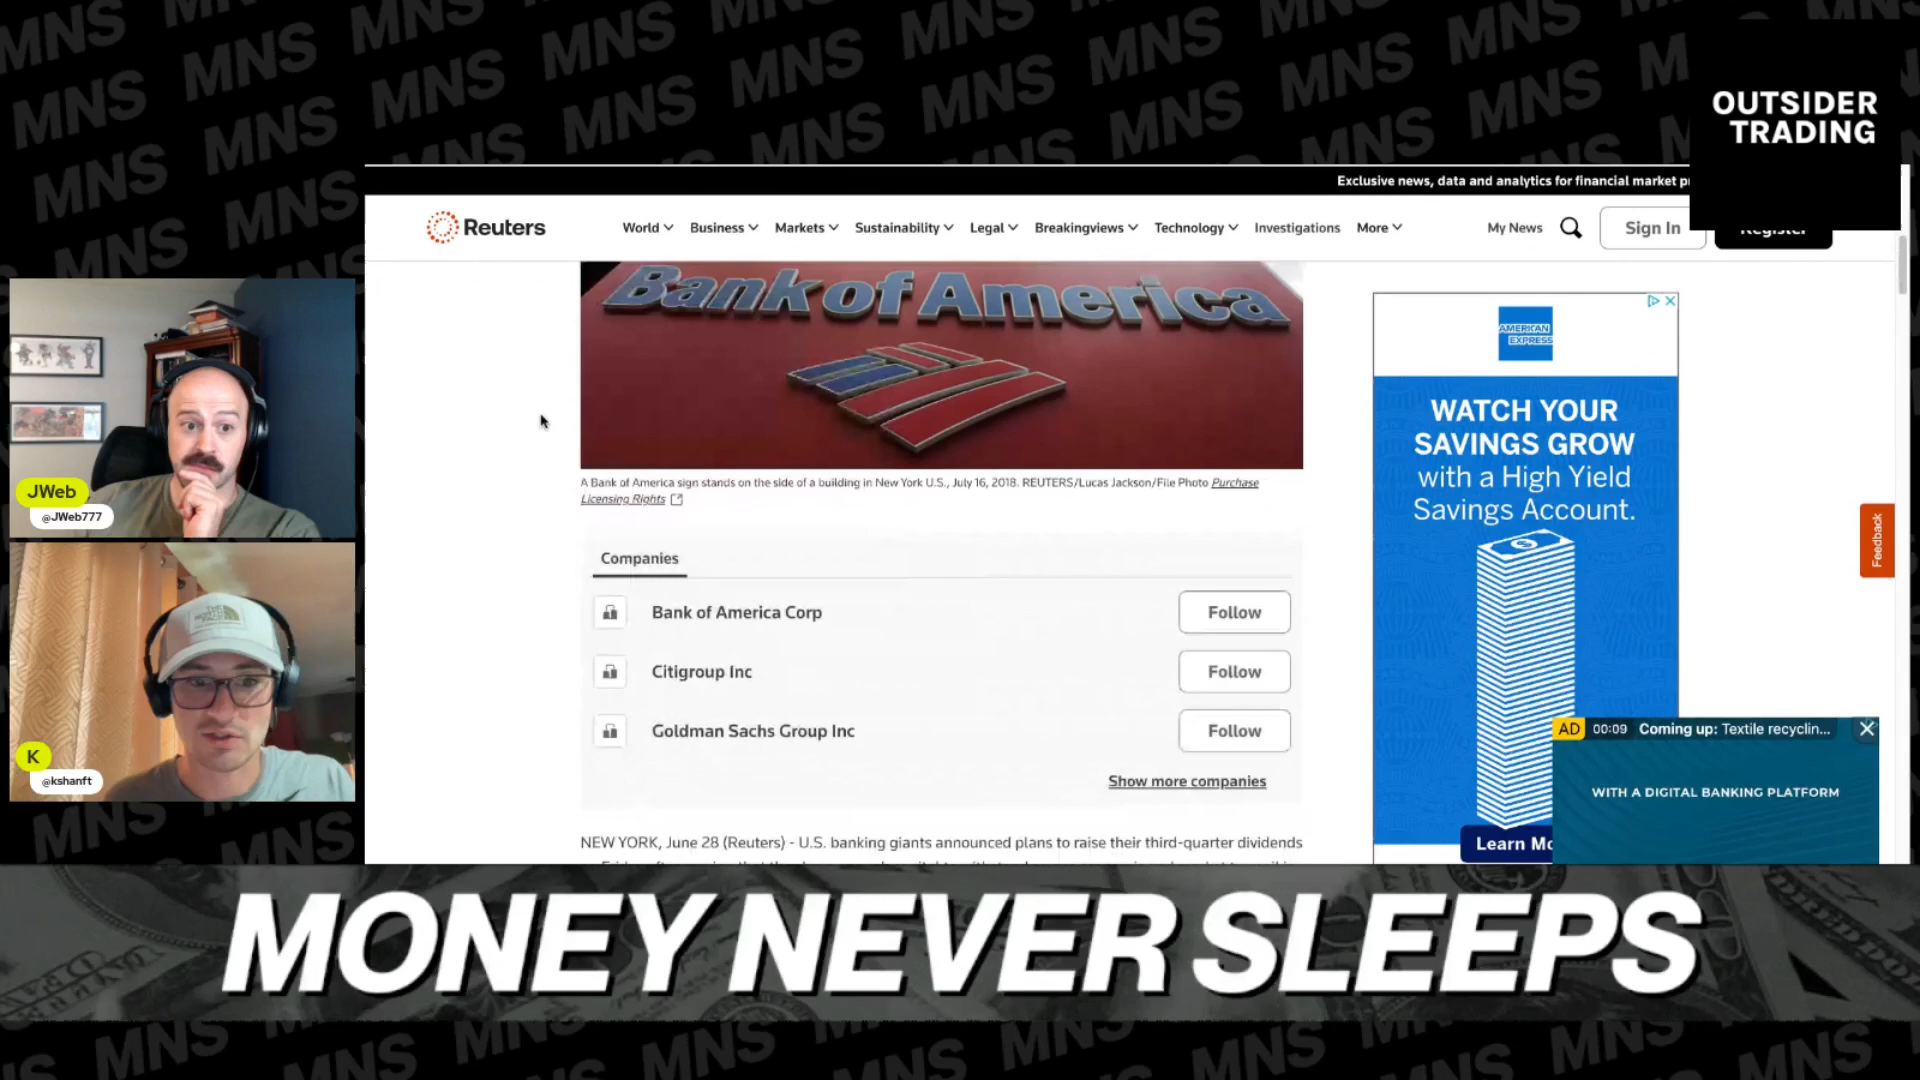 OUTSIDER
TRADING
Exclusive news, data and analytics for financial market
Reuters
World Business Markets Sustainability Legal Breakingviews Technology Investigations More My News Sign In Register
Bank of America
A Bank of America sign stands on the side of a building in New York U.S., July 16, 2018. REUTERS/Lucas Jackson/File Photo Purchase
Licensing Rights
Companies
Bank of America Corp Follow
Citigroup Inc Follow
Goldman Sachs Group Inc Follow
Show more companies
NEW YORK, June 28 (Reuters) - U.S. banking giants announced plans to raise their third-quarter dividends
AMERICAN
EXPRESS
WATCH YOUR
SAVINGS GROW
with a High Yield
Savings Account.
Learn Mo
Feedback
AD 00:09 Coming up: Textile recyclin...
WITH A DIGITAL BANKING PLATFORM
JWeb
@JWeb777
THE
NORTH
FACE
K
@kshanft
MONEY NEVER SLEEPS
MNS